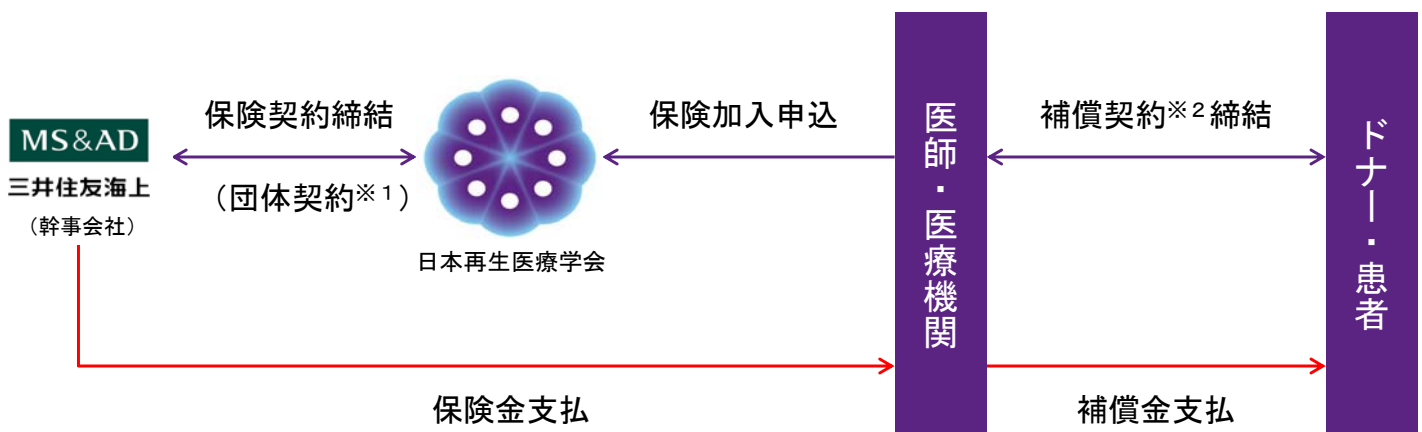 MS&AD
三井住友海上
（幹事会社）
保険契約締結
（団体契約※1）
日本再生医療学会
保険加入申込
医師・医療機関
補償契約※2締結
ドナー・患者
保険金支払
補償金支払